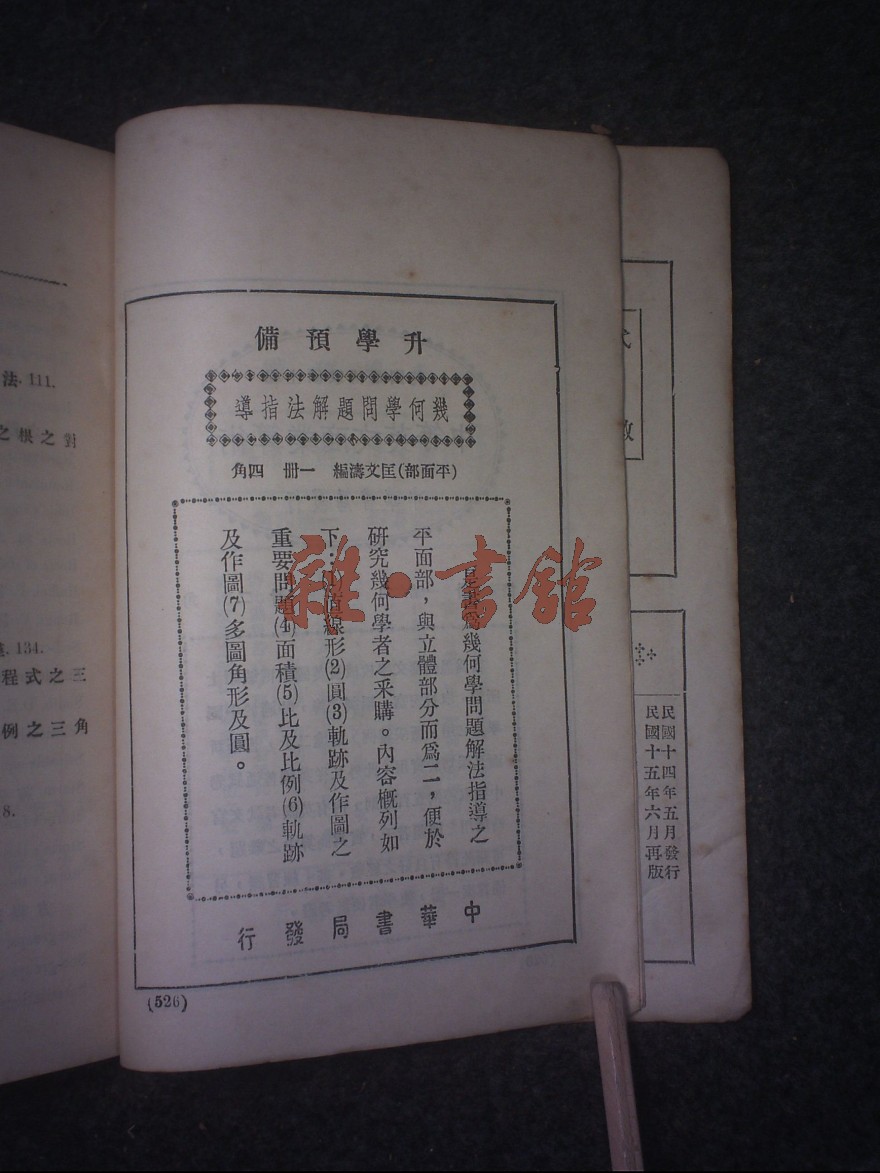 升學預備
幾何學問題解法指導
(平面部)匡文濤編 一冊 四角
是書爲幾何學問題解法指導之
平面部，與立體部分而爲二，便於
研究幾何學者之采購。內容概列如
下：直線形(2)圓(3)軌跡及作圖之
重要問題(4)面積(5)比及比例(6)軌跡
及作圖(7)多圖角形及圓。
中華書局發行
(526)
雜·書館
法. 111.
之根之對
134.
程式之三
例之三角
8.
數
民國十四年五月發行
民國十五年六月再版